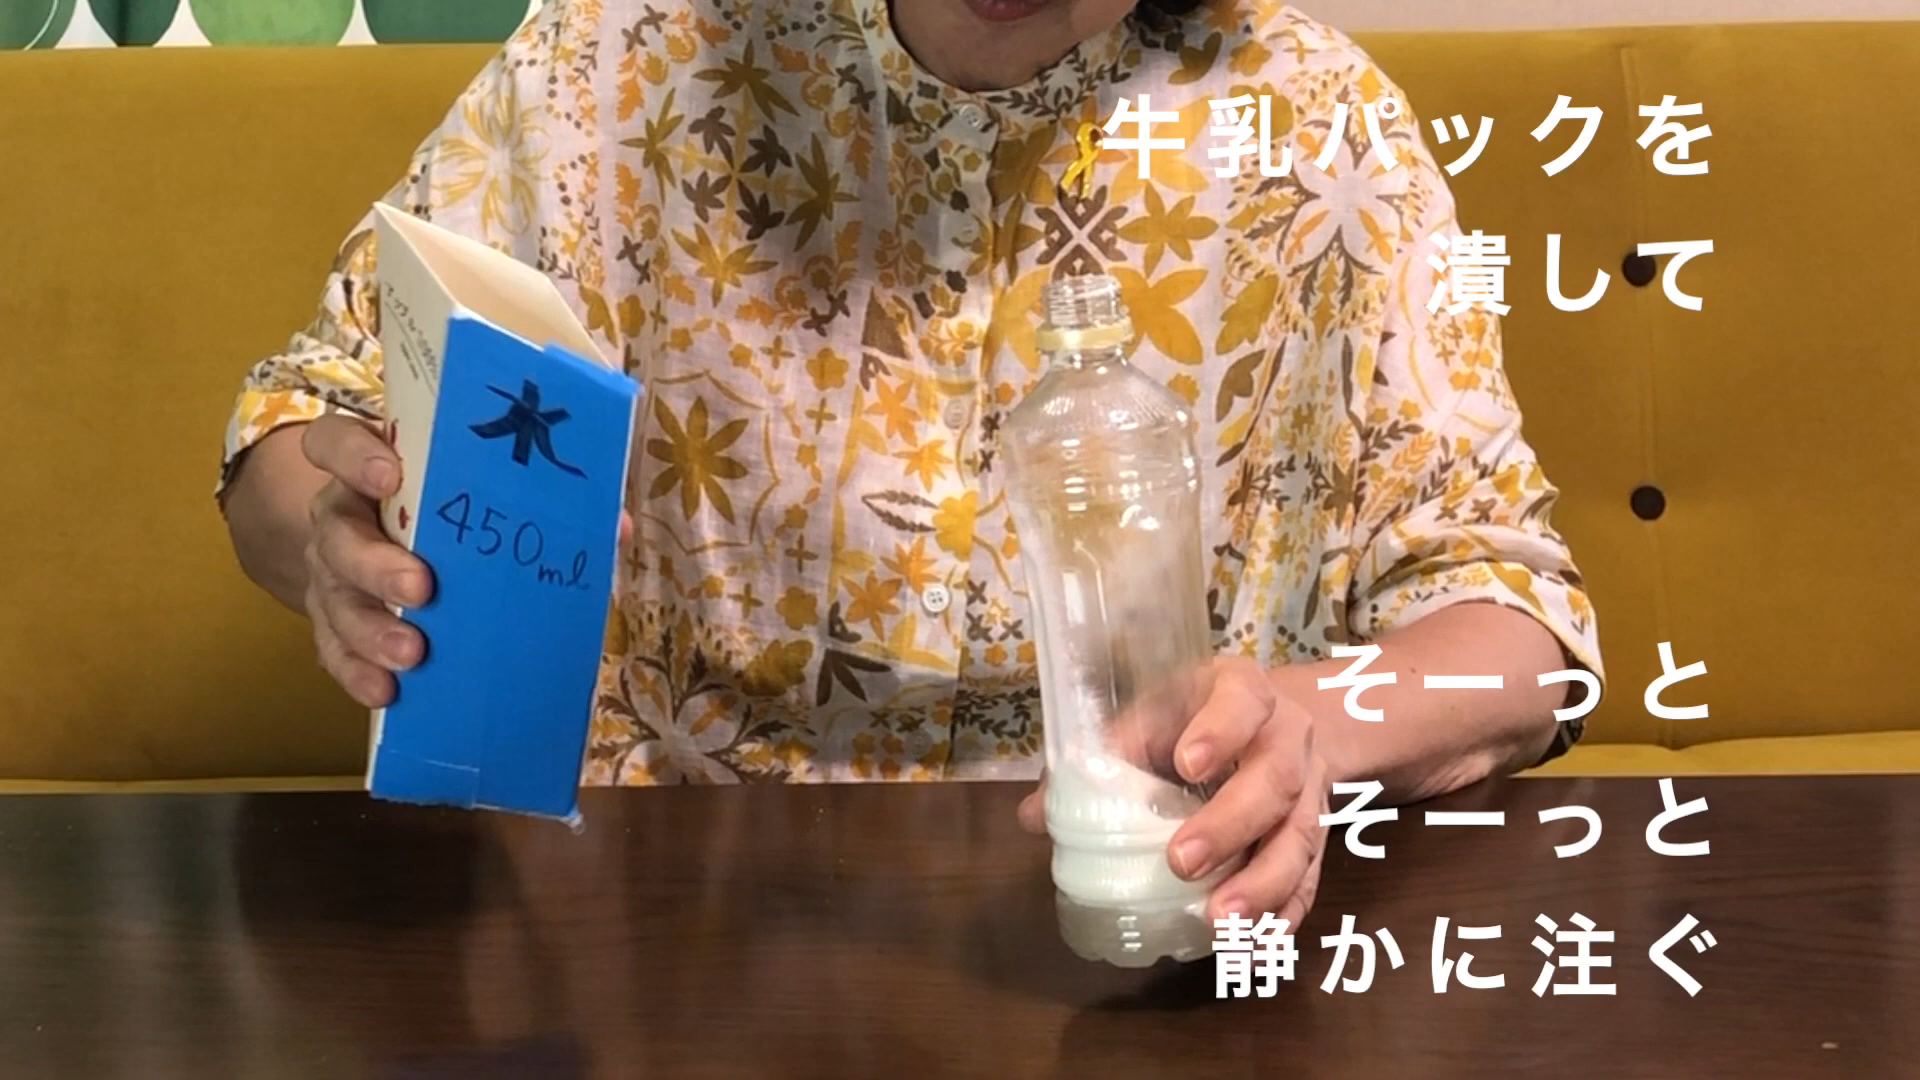 牛乳パックを
潰して
水
450ml
そーっと
そーっと
静かに注ぐ